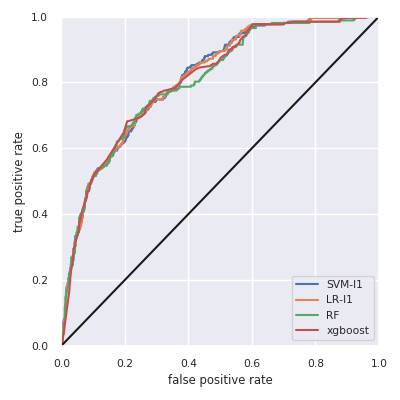 1.0
0.8
0.6
0.4
0.2
0.0
true positive rate
0.0 0.2 0.4 0.6 0.8 1.0
false positive rate
SVM-l1
LR-l1
RF
xgboost